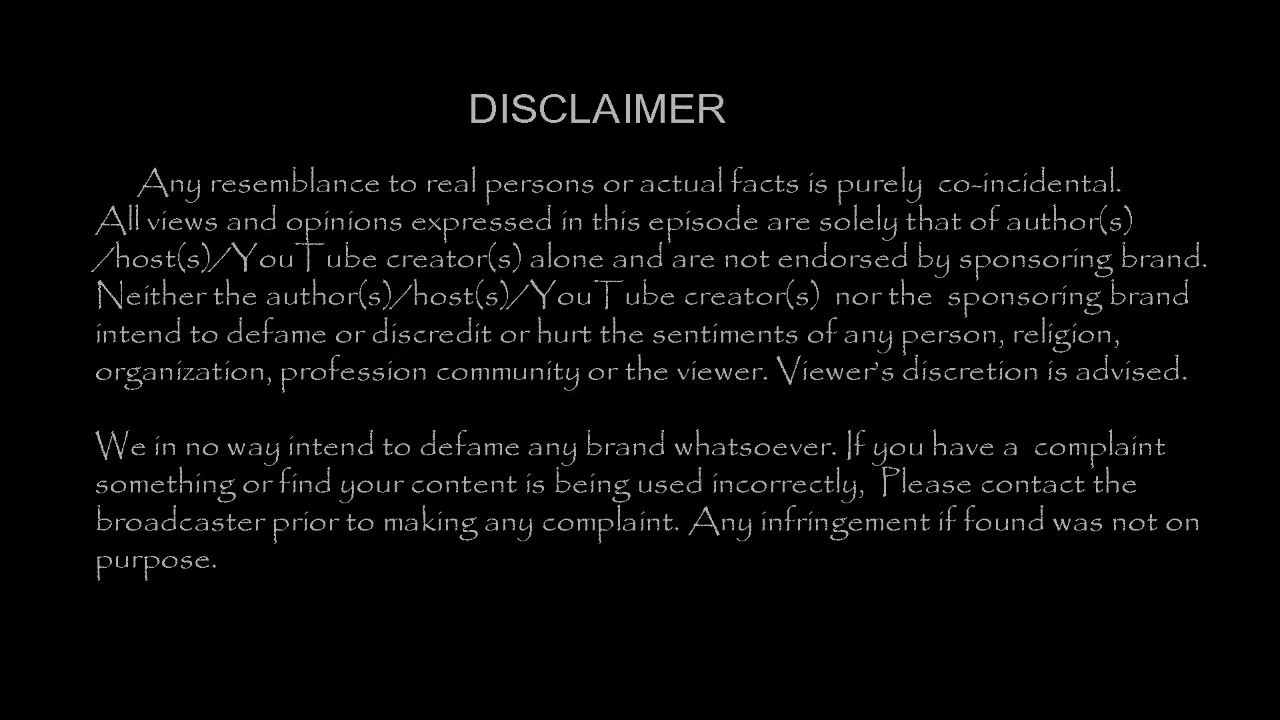 DISCLAIMER
Any resemblance to real persons or actual facts is purely co-incidental.
All views and opinions expressed in this episode are solely that of author(s)
/host(s)/YouTube creator(s) alone and are not endorsed by sponsoring brand.
Neither the author(s)/host(s)/YouTube creator(s) nor the sponsoring brand
intend to defame or discredit or hurt the sentiments of any person, religion,
organization, profession community or the viewer. Viewer's discretion is advised.
We in no way intend to defame any brand whatsoever. If you have a complaint
something or find your content is being used incorrectly, Please contact the
broadcaster prior to making any complaint. Any infringement if found was not on
purpose.